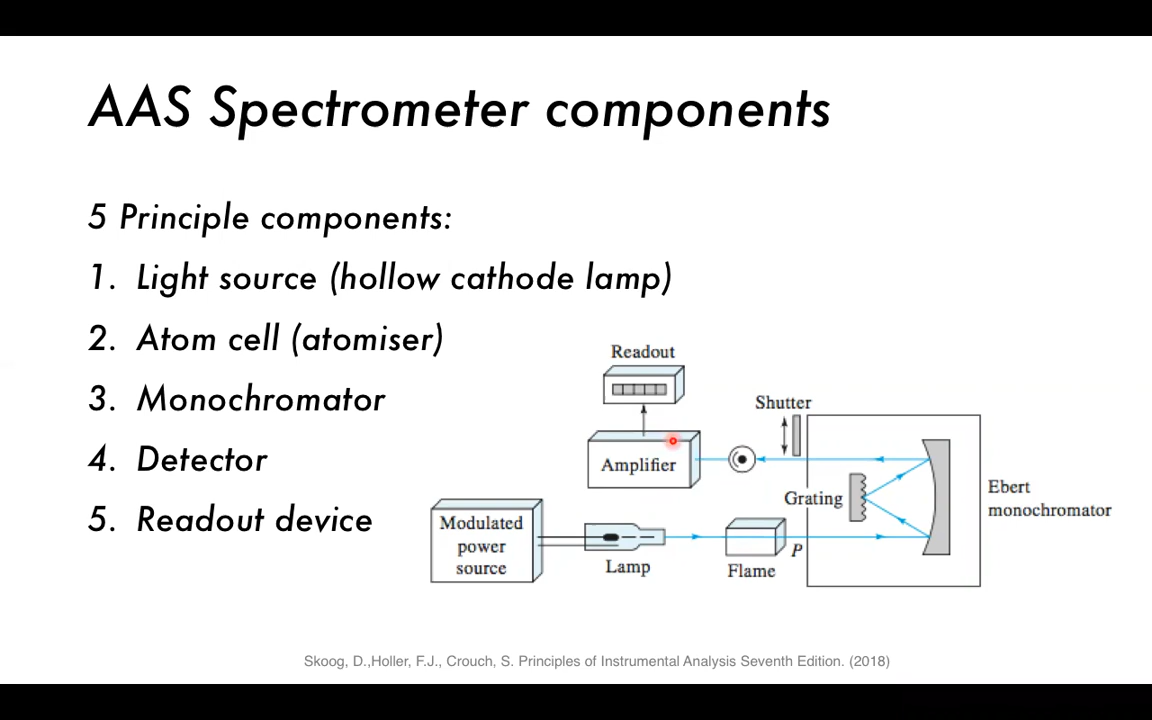 AAS Spectrometer components
5 Principle components:
1. Light source (hollow cathode lamp)
2. Atom cell (atomiser)
3. Monochromator
4. Detector
5. Readout device
Readout
Shutter
Amplifier
Grating
Ebert
monochromator
Modulated
power
source
Lamp
Flame
P
Skoog, D.,Holler, F.J., Crouch, S. Principles of Instrumental Analysis Seventh Edition. (2018)